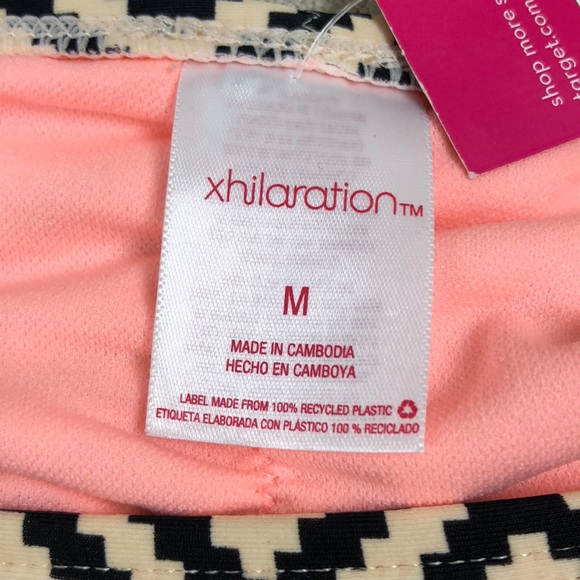 shop more s
target.com
xhilaration™
M
MADE IN CAMBODIA
HECHO EN CAMBOYA
LABEL MADE FROM 100% RECYCLED PLASTIC
ETIQUETA ELABORADA CON PLÁSTICO 100 % RECICLADO